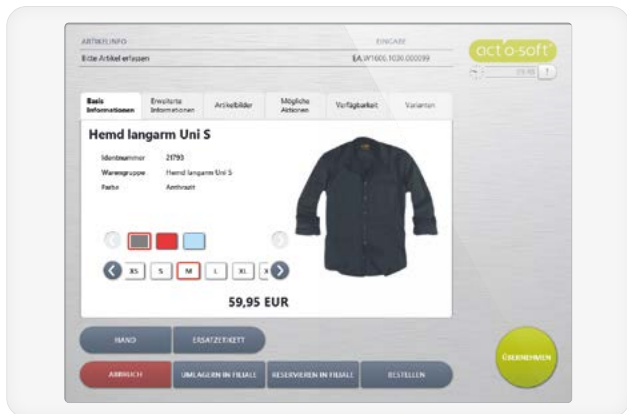 ARTIKELINFO
EINGABE
Bitte Artikel erfassen
EA.W1600.1030.000099
act'o-soft
Basis Informationen
Erweiterte Informationen
Artikelbilder
Mögliche Aktionen
Verfügbarkeit
Varianten
Hemd langarm Uni S
Identnummer 21793
Warengruppe Hemd langarm Uni S
Farbe Anthrazit
XS S M L XL
59,95 EUR
HAND
ERSATZETIKETT
ÜBERNEHMEN
ABBRUCH
UMLAGERN IN FILIALE
RESERVIEREN IN FILIALE
BESTELLEN